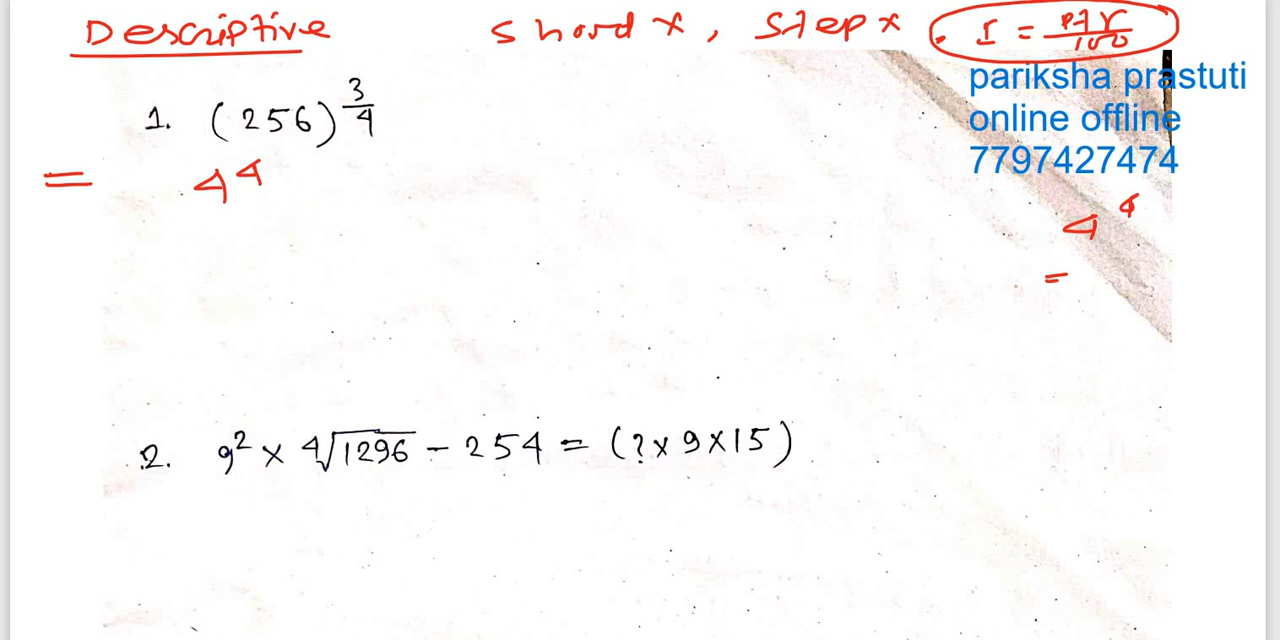 Descriptive short x, step x . I = ptr/100
pariksha prastuti
online offline
7797427474
1. (256)^3/4
= 4^4
4^4
=
2. 9² × ∜1296 − 254 = (? × 9 × 15)